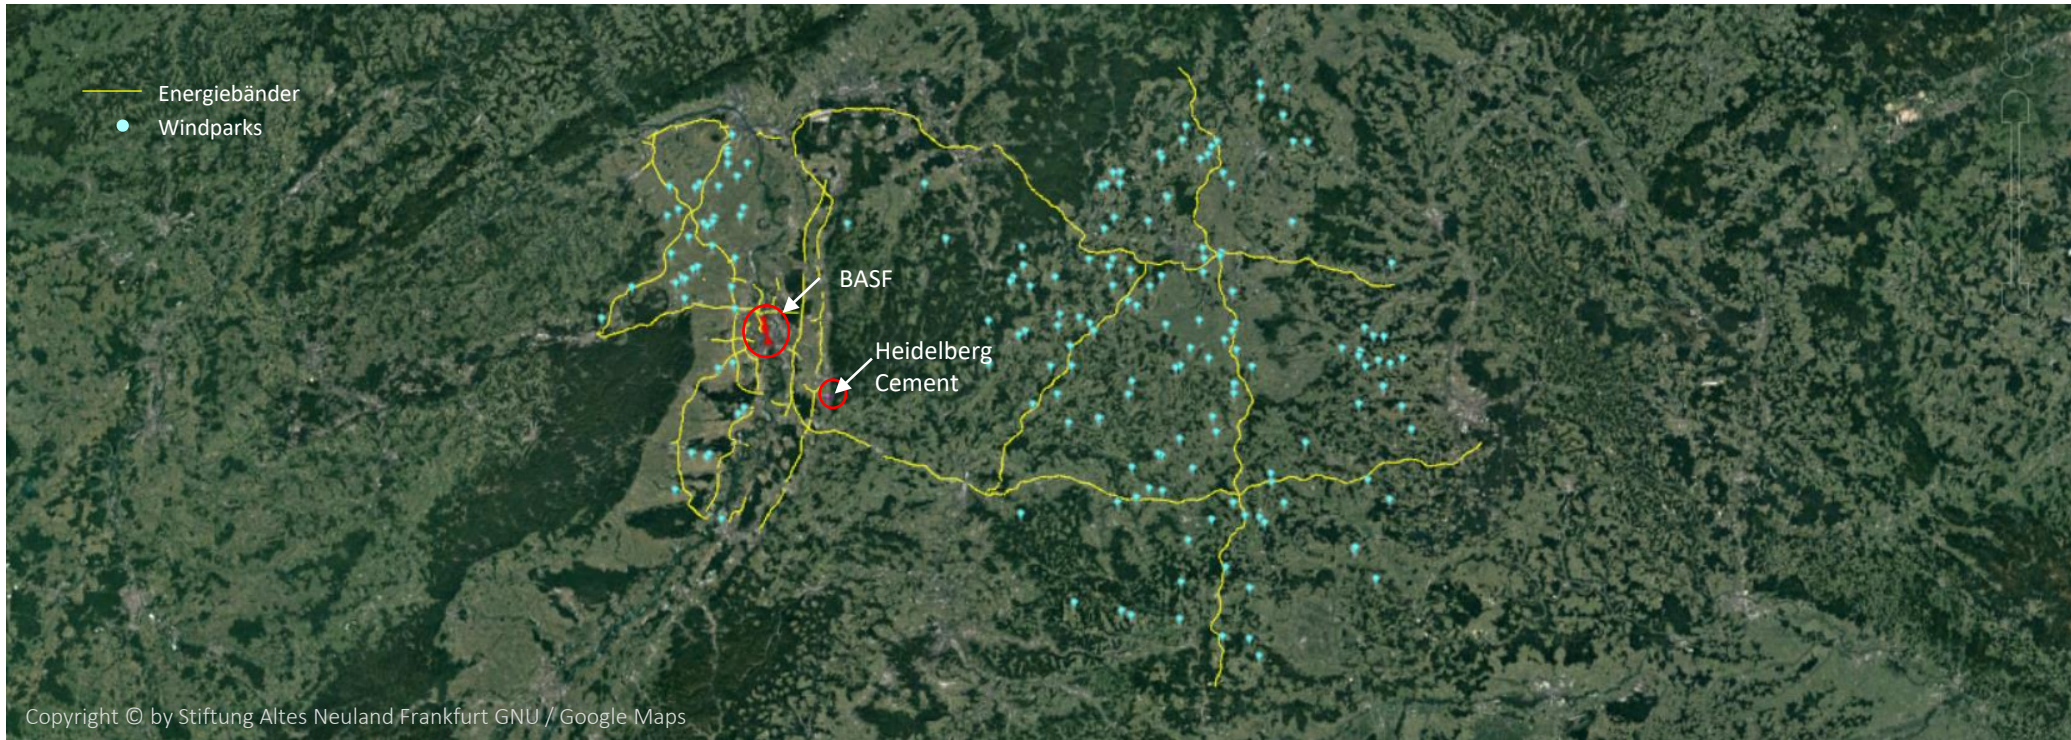 Energiebänder
Windparks
BASF
Heidelberg
Cement
Copyright © by Stiftung Altes Neuland Frankfurt GNU / Google Maps